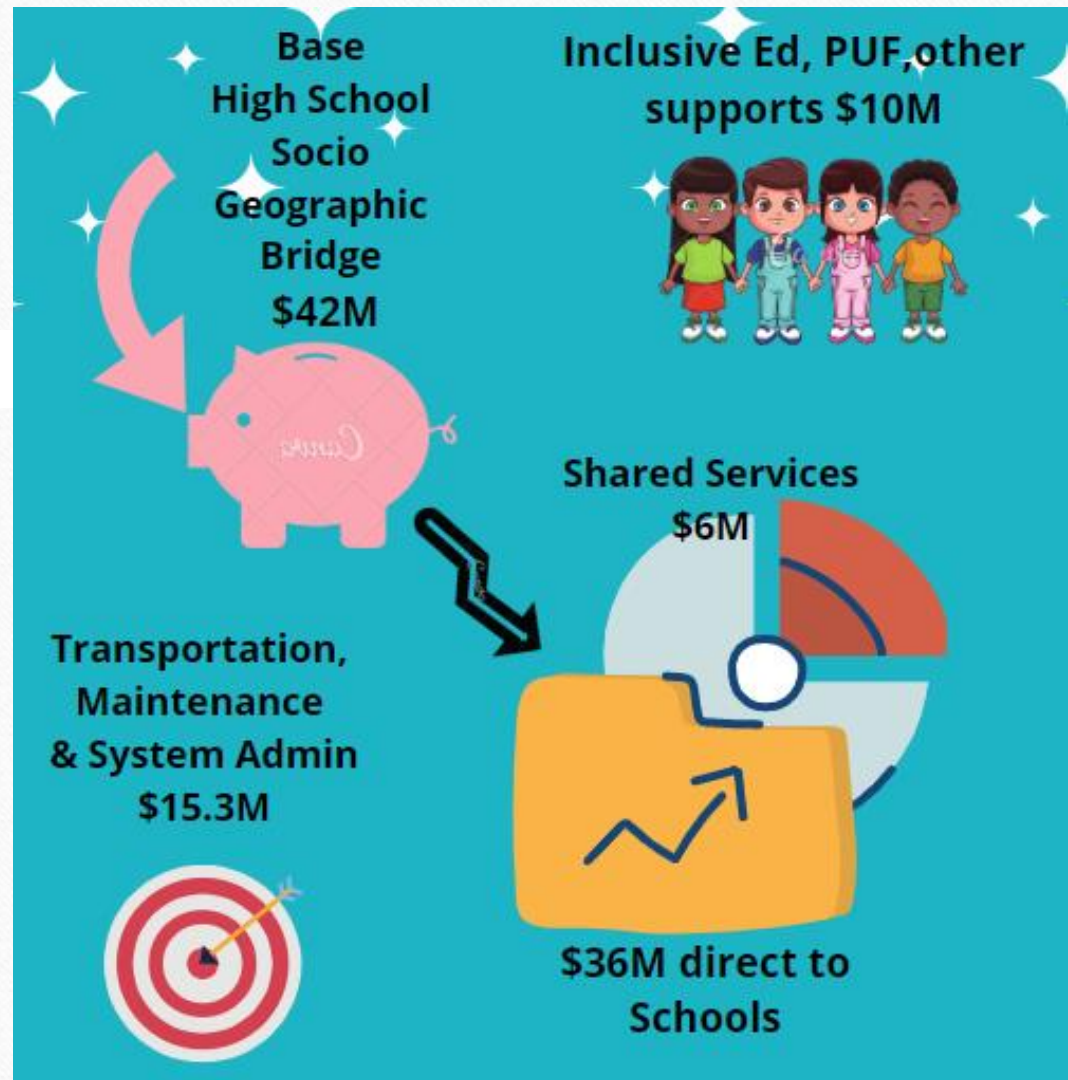 Base
High School
Socio
Geographic
Bridge
$42M
Inclusive Ed, PUF,other
supports $10M
Canva
Shared Services
$6M
Transportation,
Maintenance
& System Admin
$15.3M
$36M direct to
Schools